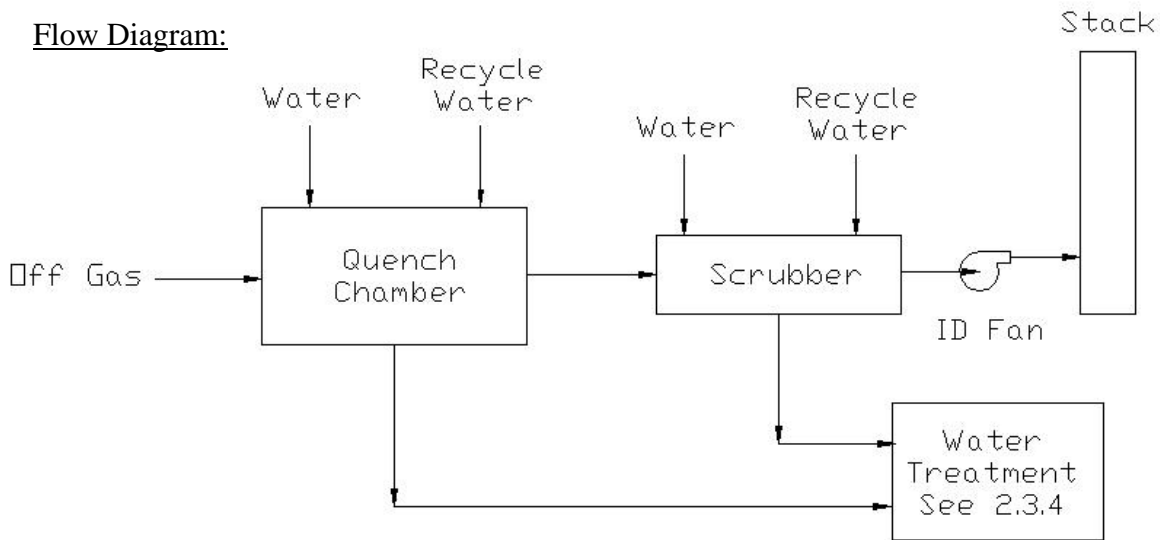 Flow Diagram:
Stack
Water
Recycle
Water
Water
Recycle
Water
Off Gas
Quench
Chamber
Scrubber
ID Fan
Water
Treatment
See 2.3.4